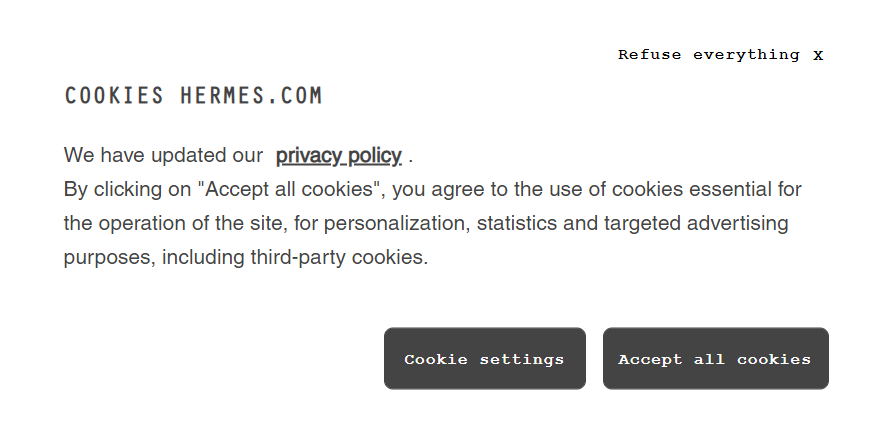 Refuse everything X
COOKIES HERMES.COM
We have updated our privacy policy .
By clicking on "Accept all cookies", you agree to the use of cookies essential for
the operation of the site, for personalization, statistics and targeted advertising
purposes, including third-party cookies.
Cookie settings
Accept all cookies